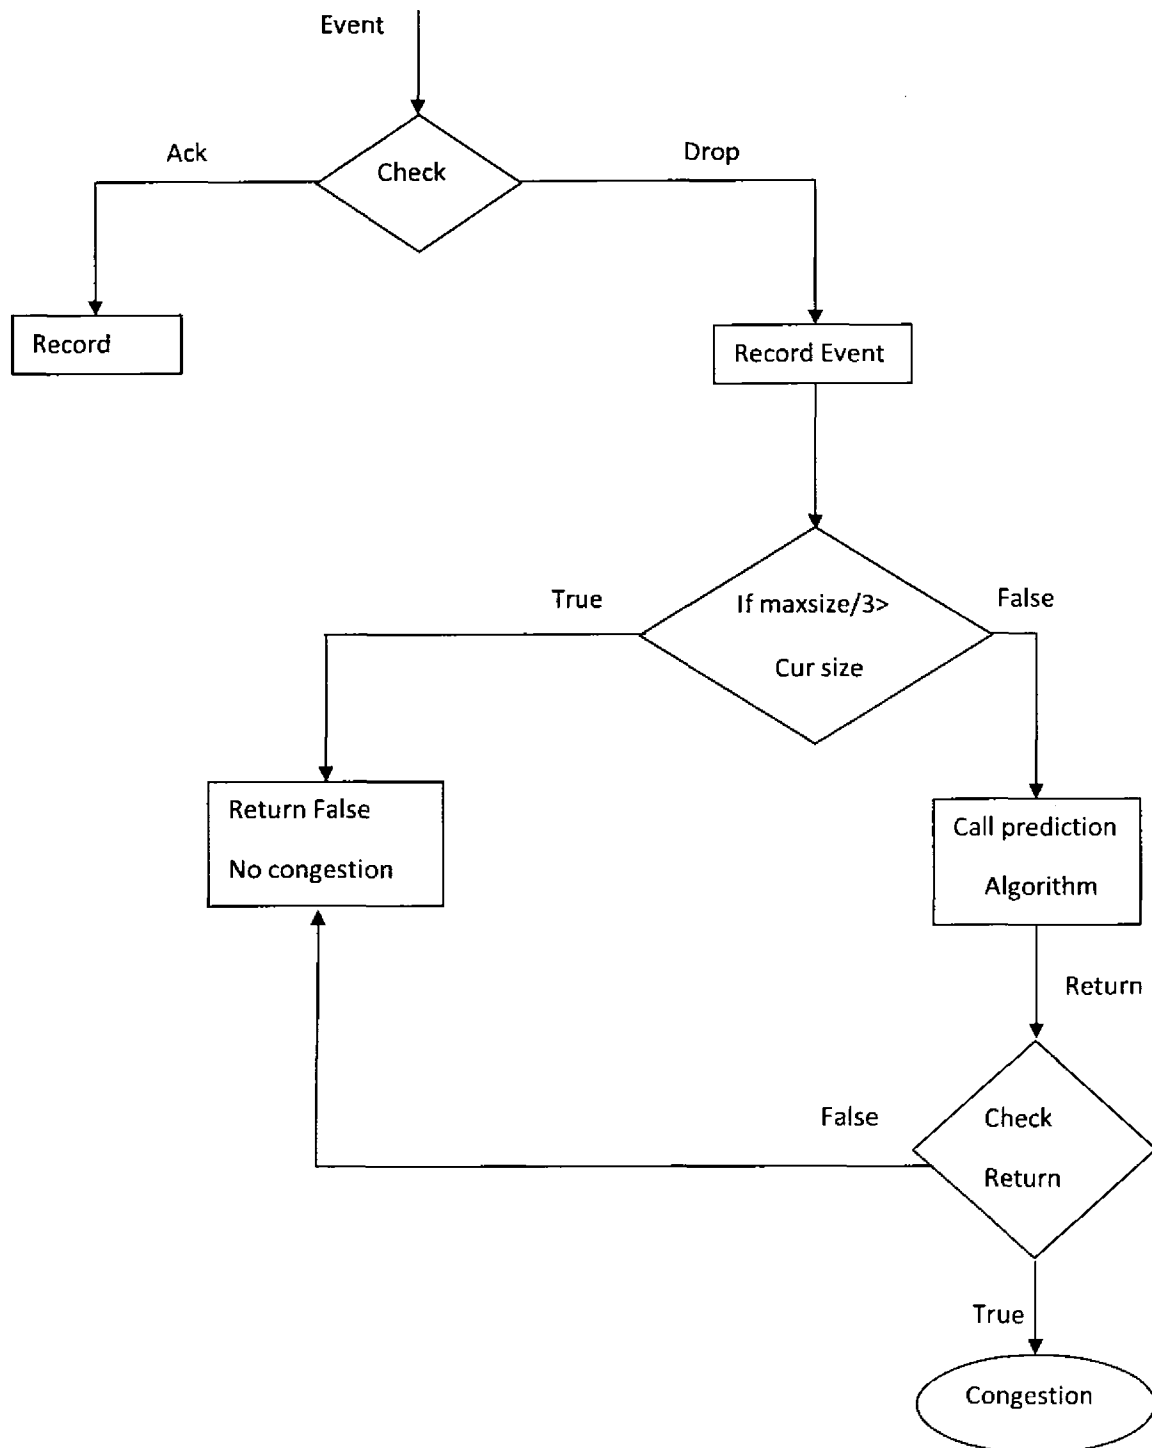 Event
Ack
Check
Drop
Record
Record Event
True
If maxsize/3>
Cur size
False
Return False
No congestion
Call prediction
Algorithm
Return
False
Check
Return
True
Congestion